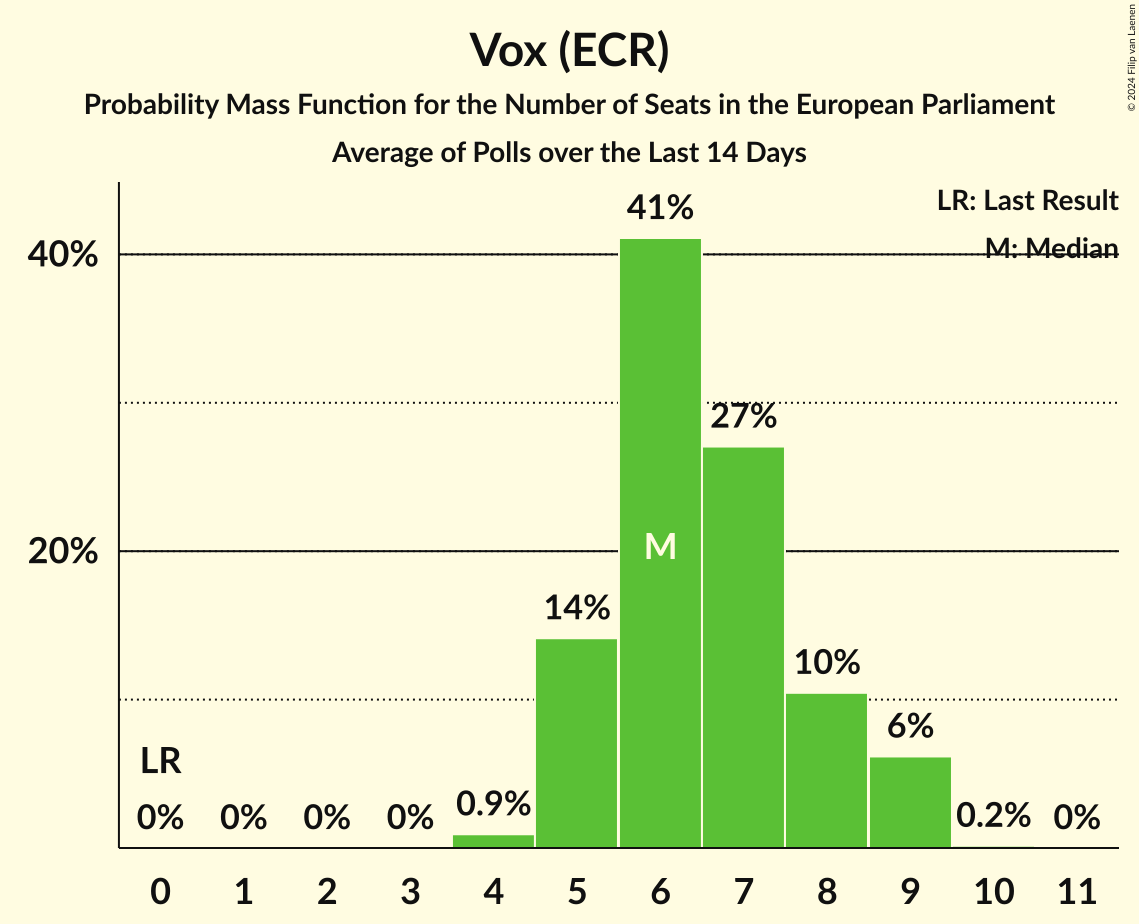 Vox (ECR)
Probability Mass Function for the Number of Seats in the European Parliament
Average of Polls over the Last 14 Days
© 2024 Filip van Laenen
LR: Last Result
M: Median
40%
20%
41%
27%
M
14%
10%
6%
LR
0%
0%
0%
0%
0.9%
0.2%
0%
0 1 2 3 4 5 6 7 8 9 10 11